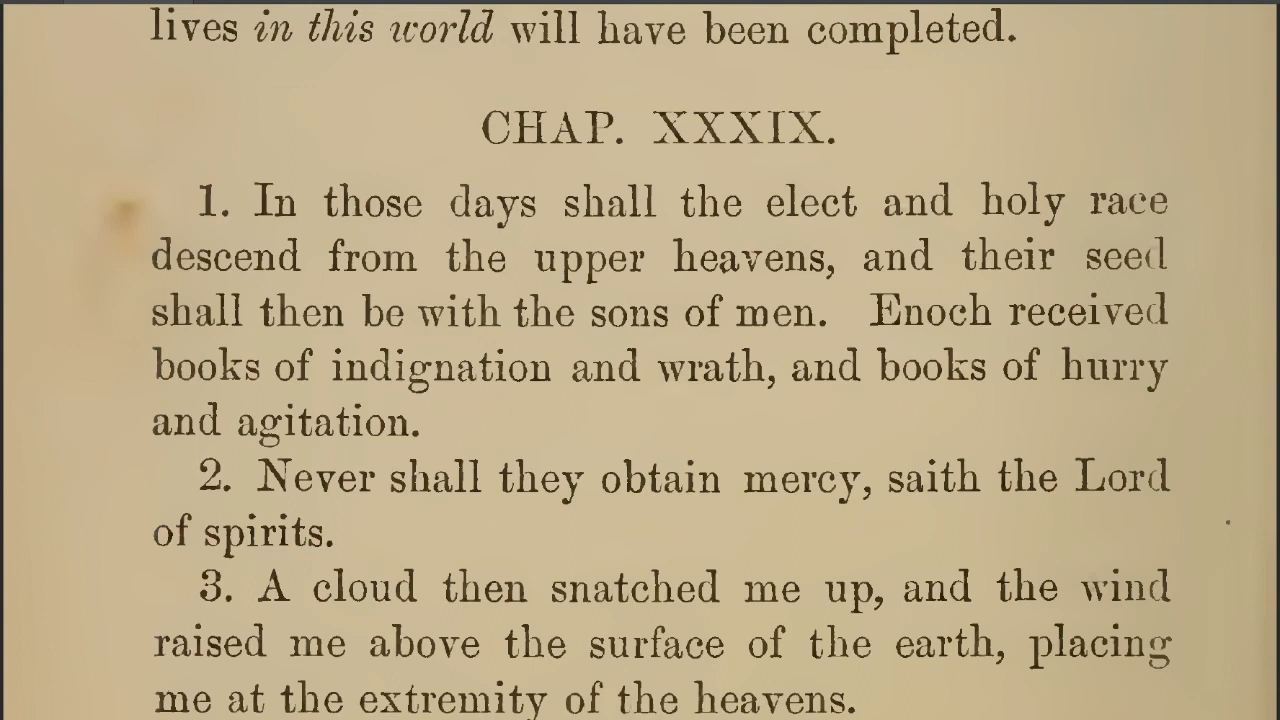 lives in this world will have been completed.
CHAP. XXXIX.
1. In those days shall the elect and holy race
descend from the upper heavens, and their seed
shall then be with the sons of men. Enoch received
books of indignation and wrath, and books of hurry
and agitation.
2. Never shall they obtain mercy, saith the Lord
of spirits.
3. A cloud then snatched me up, and the wind
raised me above the surface of the earth, placing
me at the extremity of the heavens.